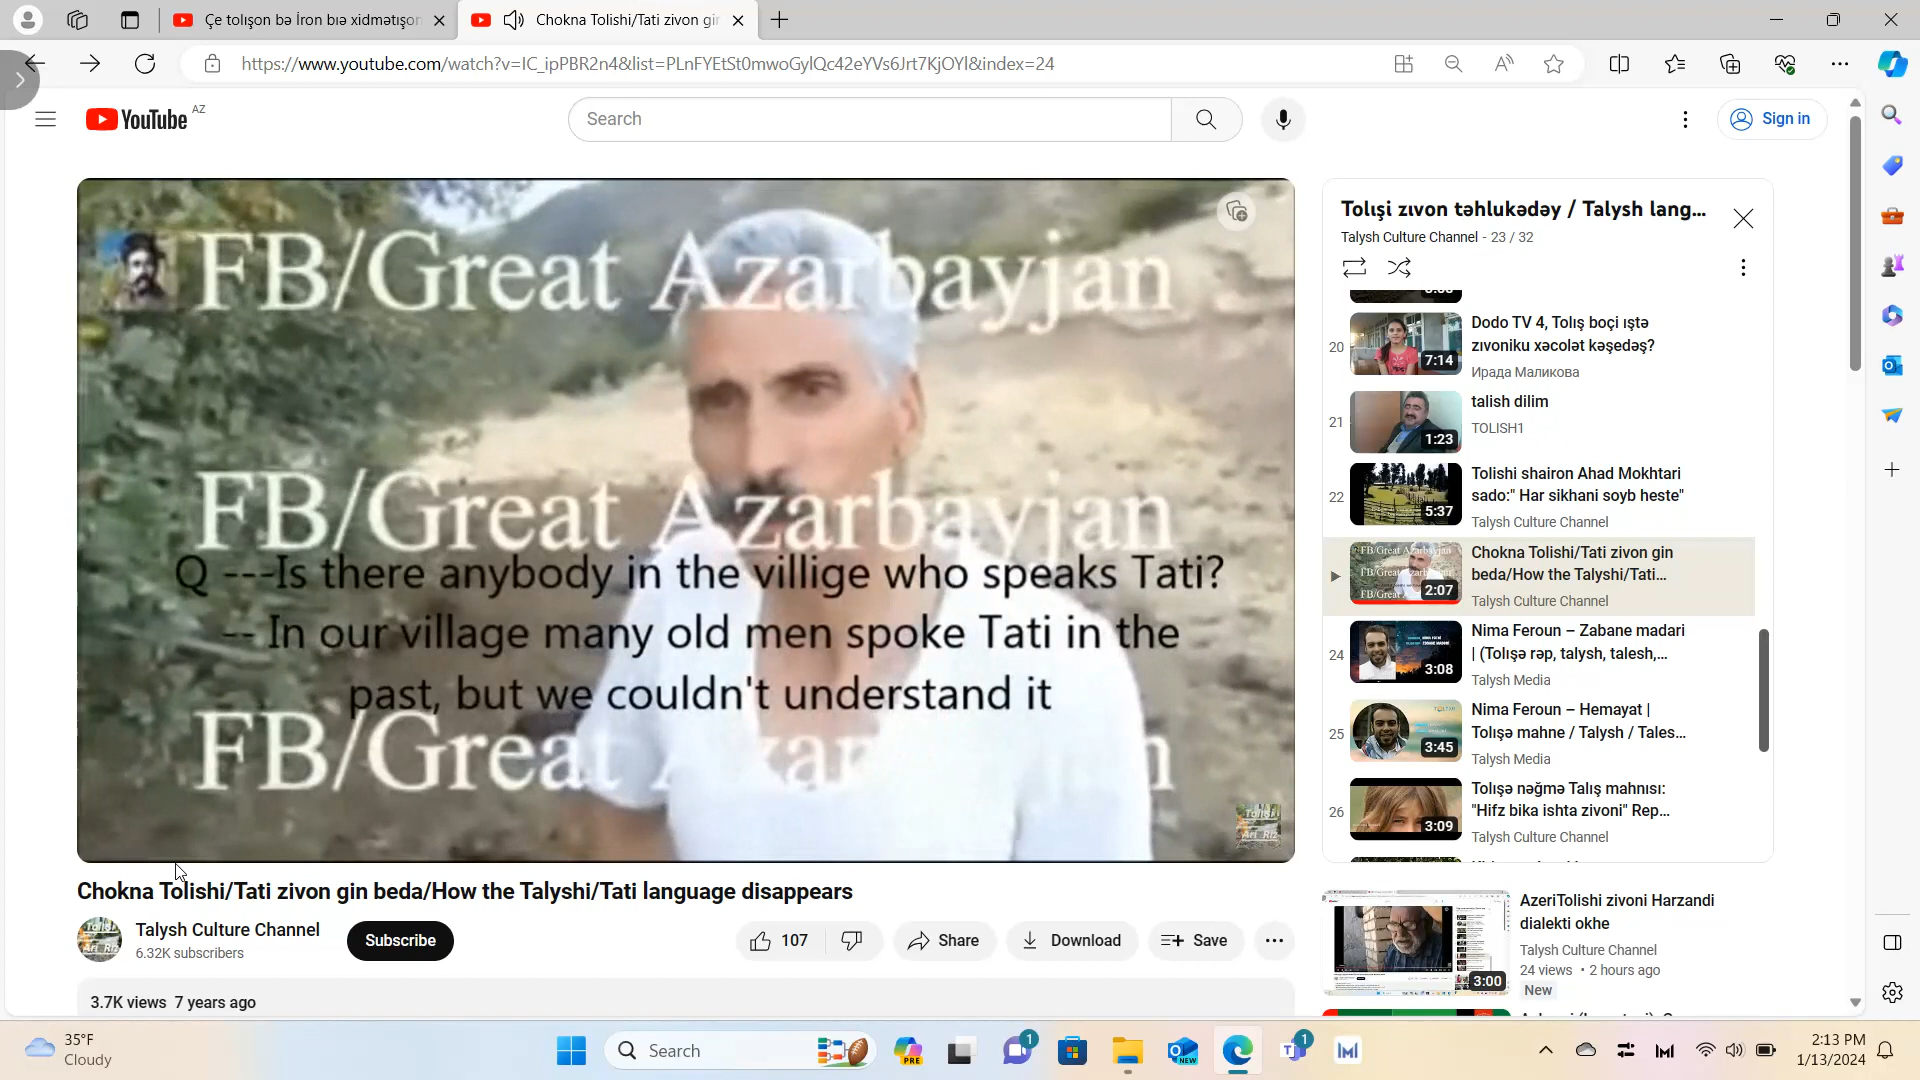 Çe tolışon bə İron bıə xidmətışon
Chokna Tolishi/Tati zivon gin
https://www.youtube.com/watch?v=IC_ipPBR2n4&list=PLnFYEtSt0mwoGylQc42eYVs6Jrt7KjOYl&index=24
YouTube AZ
Search
Sign in
FB/Great Azarbayjan
FB/Great Azarbayjan
Q ---Is there anybody in the villige who speaks Tati?
-- In our village many old men spoke Tati in the
past, but we couldn't understand it
Tolışi zıvon təhlukədəy / Talysh lang...
Talysh Culture Channel - 23 / 32
20
7:14
Dodo TV 4, Tolış boçi ıştə
zıvoniku xəcolət kəşedəş?
Ирада Маликова
21
1:23
talish dilim
TOLISH1
22
5:37
Tolishi shairon Ahad Mokhtari
sado:" Har sikhani soyb heste"
Talysh Culture Channel
2:07
Chokna Tolishi/Tati zivon gin
beda/How the Talyshi/Tati...
Talysh Culture Channel
24
3:08
Nima Feroun – Zabane madari
| (Tolışə rəp, talysh, talesh,...
Talysh Media
25
3:45
Nima Feroun – Hemayat |
Tolışə mahne / Talysh / Tales...
Talysh Media
26
3:09
Tolışə nəğmə Talış mahnısı:
"Hifz bika ishta zivoni" Rep...
Talysh Culture Channel
Chokna Tolishi/Tati zivon gin beda/How the Talyshi/Tati language disappears
Talysh Culture Channel
6.32K subscribers
Subscribe
107
Share
Download
Save
3.7K views 7 years ago
3:00
AzeriTolishi zivoni Harzandi
dialekti okhe
Talysh Culture Channel
24 views • 2 hours ago
New
35°F
Cloudy
Search
PRE
1
NEW
1
2:13 PM
1/13/2024